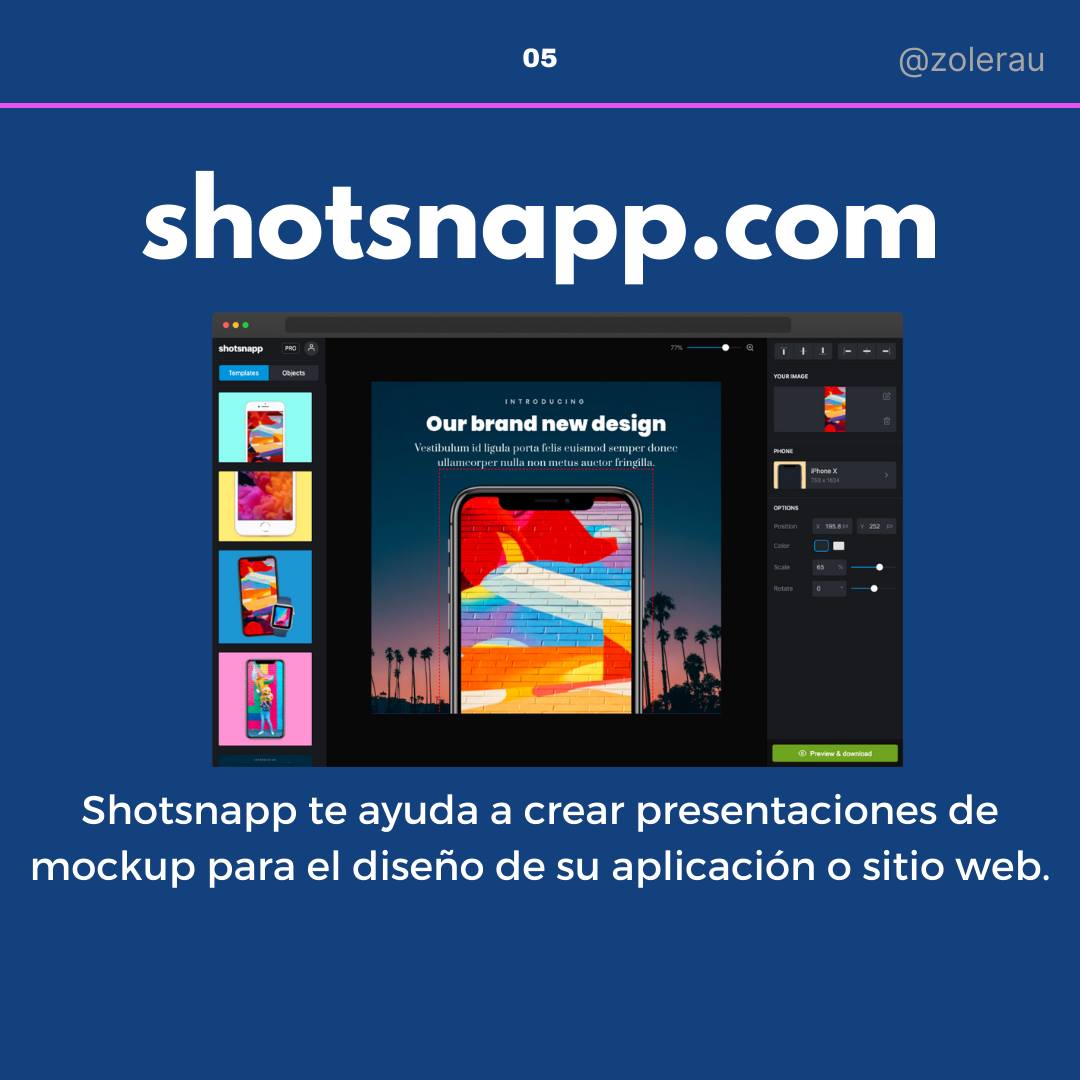 05
@zolerau
shotsnapp.com
shotsnapp
PRO
77%
Templates
Objects
INTRODUCING
Our brand new design
Vestibulum id ligula porta felis euismod semper donec
ullamcorper nulla non metus auctor fringilla.
YOUR IMAGE
PHONE
iPhone X
OPTIONS
Position X 195.8 px Y 252 px
Color
Scale 65 %
Rotate 0 °
Preview & download
Shotsnapp te ayuda a crear presentaciones de
mockup para el diseño de su aplicación o sitio web.